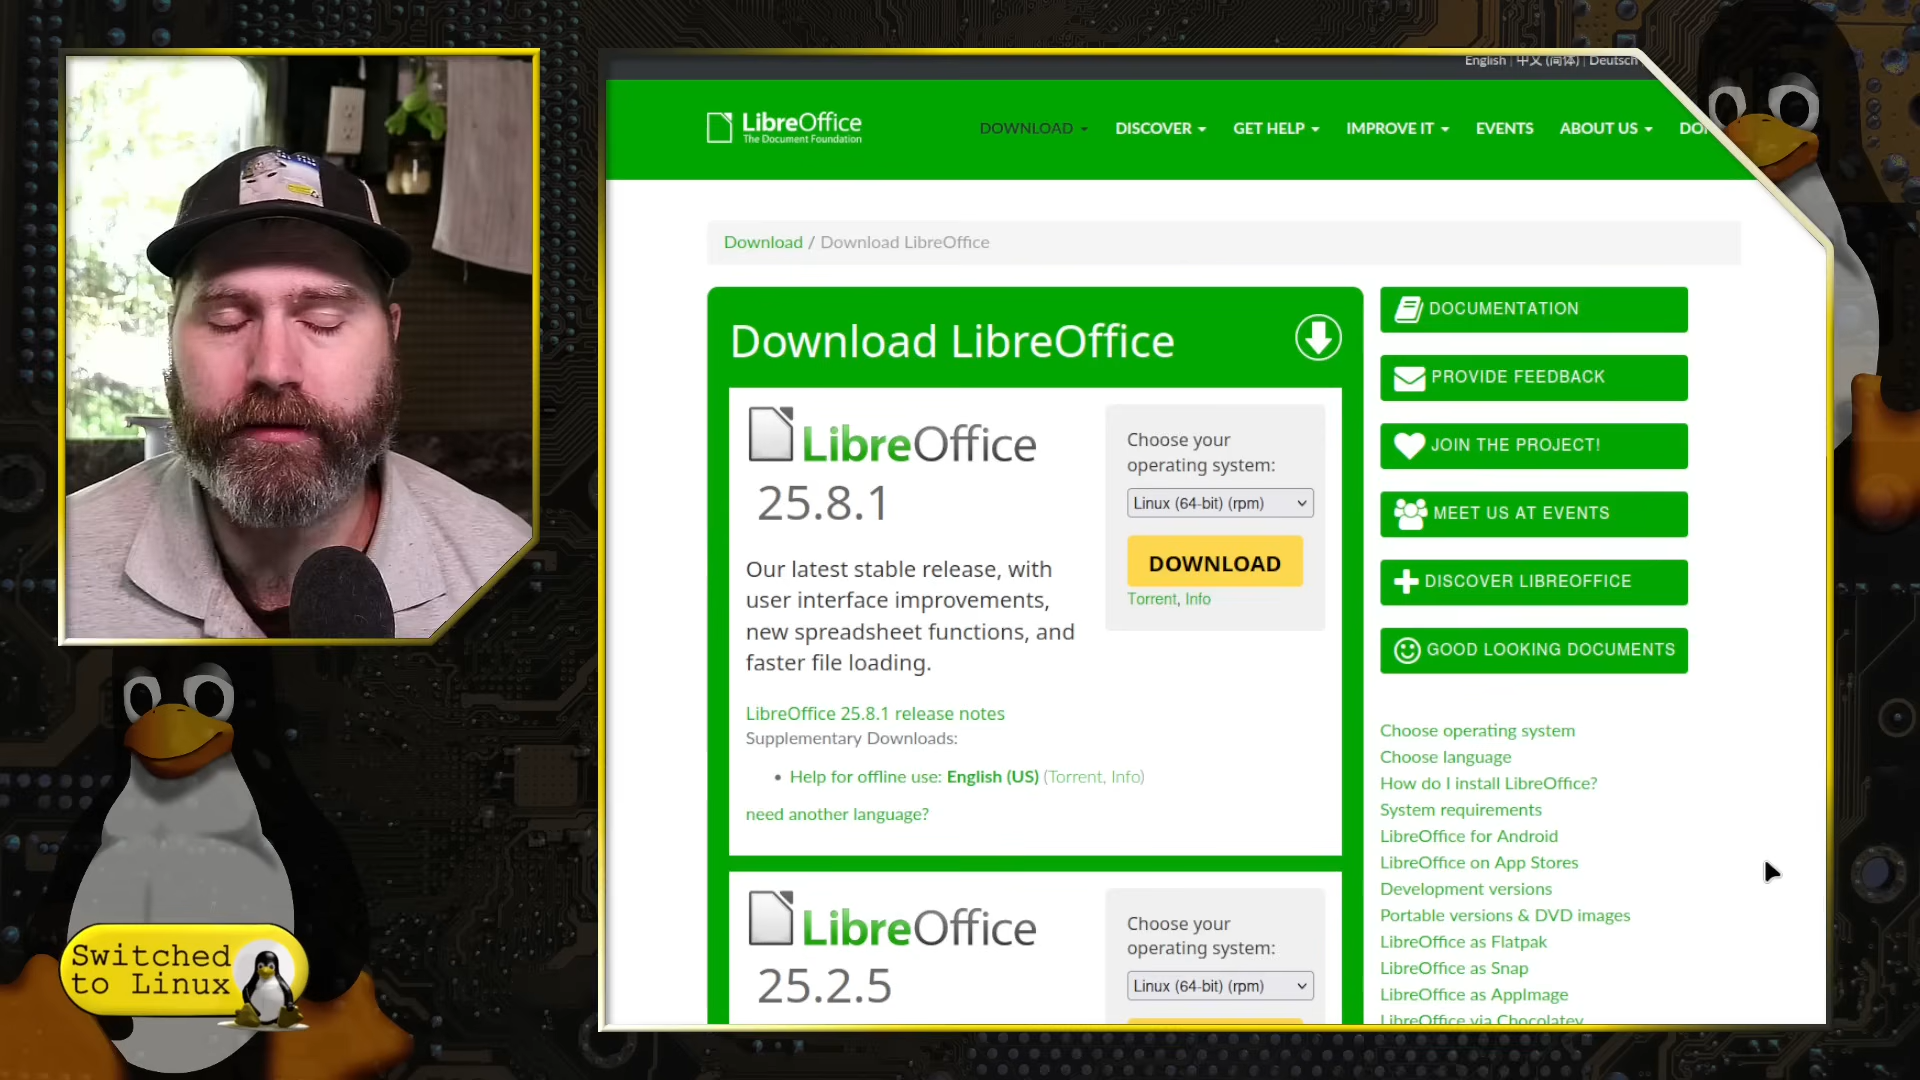 English | 中文 (简体) | Deutsch
LibreOffice
The Document Foundation
DOWNLOAD
DISCOVER
GET HELP
IMPROVE IT
EVENTS
ABOUT US
Download / Download LibreOffice
Download LibreOffice
LibreOffice
25.8.1
Our latest stable release, with
user interface improvements,
new spreadsheet functions, and
faster file loading.
LibreOffice 25.8.1 release notes
Supplementary Downloads:
• Help for offline use: English (US) (Torrent, Info)
need another language?
Choose your
operating system:
Linux (64-bit) (rpm)
DOWNLOAD
Torrent, Info
LibreOffice
25.2.5
Choose your
operating system:
Linux (64-bit) (rpm)
DOCUMENTATION
PROVIDE FEEDBACK
JOIN THE PROJECT!
MEET US AT EVENTS
DISCOVER LIBREOFFICE
GOOD LOOKING DOCUMENTS
Choose operating system
Choose language
How do I install LibreOffice?
System requirements
LibreOffice for Android
LibreOffice on App Stores
Development versions
Portable versions & DVD images
LibreOffice as Flatpak
LibreOffice as Snap
LibreOffice as AppImage
LibreOffice via Chocolatey
Switched
to Linux